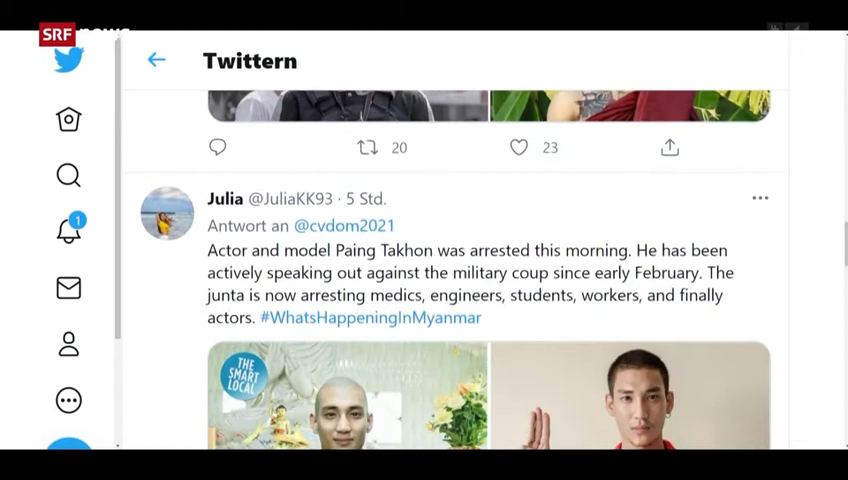 SRF news
Twittern
20
23
Julia @JuliaKK93 · 5 Std.
1
Antwort an @cvdom2021
Actor and model Paing Takhon was arrested this morning. He has been
actively speaking out against the military coup since early February. The
junta is now arresting medics, engineers, students, workers, and finally
actors. #WhatsHappeningInMyanmar
THE
SMART
LOCAL